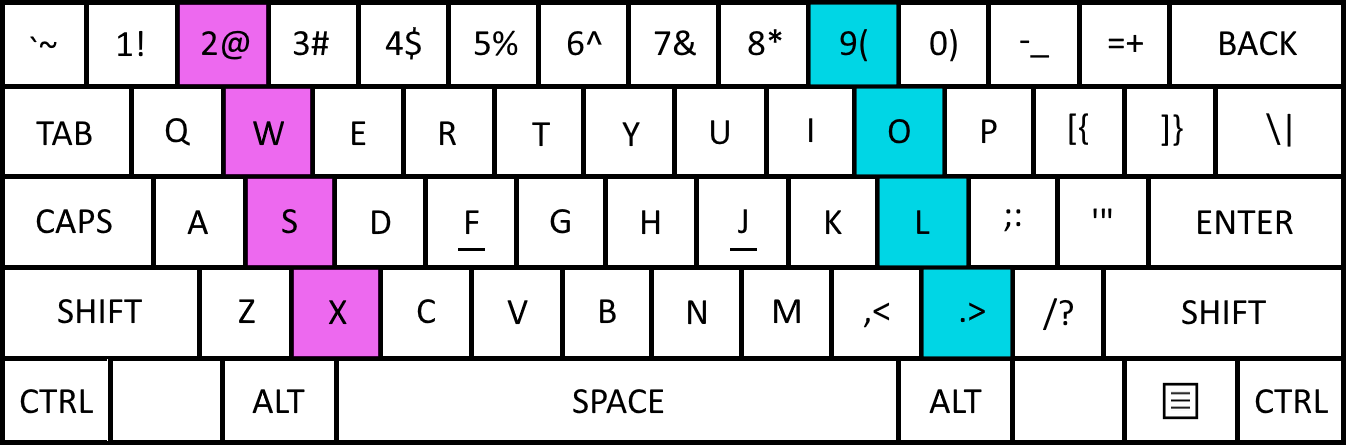 `~ 1! 2@ 3# 4$ 5% 6^ 7& 8* 9( 0) -_ =+ BACK
TAB Q W E R T Y U I O P [{ ]} \|
CAPS A S D F G H J K L ;: '" ENTER
SHIFT Z X C V B N M ,< .> /? SHIFT
CTRL ALT SPACE ALT CTRL